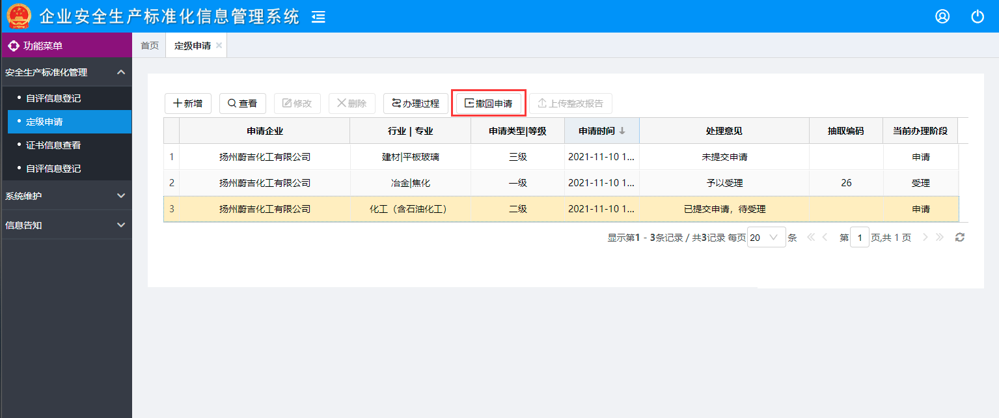 企业安全生产标准化信息管理系统
功能菜单
首页
定级申请
安全生产标准化管理
自评信息登记
定级申请
证书信息查看
自评信息登记
系统维护
信息告知
新增 查看 修改 删除 办理过程 撤回申请 上传整改报告
申请企业 行业 | 专业 申请类型|等级 申请时间 处理意见 抽取编码 当前办理阶段
1 扬州蔚吉化工有限公司 建材|平板玻璃 三级 2021-11-10 1... 未提交申请 申请
2 扬州蔚吉化工有限公司 冶金|焦化 一级 2021-11-10 1... 予以受理 26 受理
3 扬州蔚吉化工有限公司 化工（含石油化工） 二级 2021-11-10 1... 已提交申请，待受理 申请
显示第1 - 3条记录 / 共3记录 每页 20 条 第 1 页,共 1 页